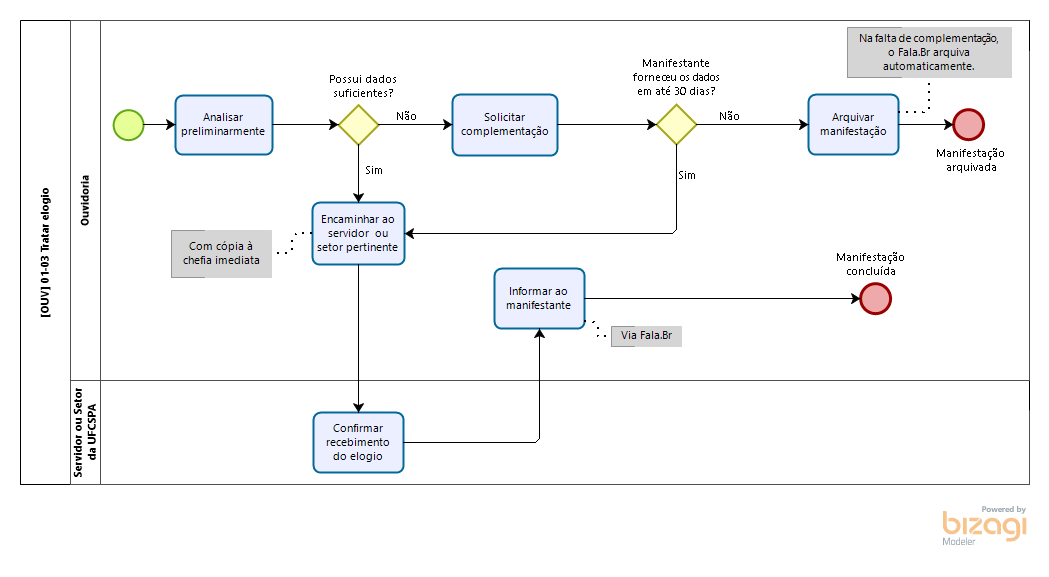 [OUV] 01-03 Tratar elogio
Ouvidoria
Analisar
preliminarmente
Possui dados
suficientes?
Não
Sim
Solicitar
complementação
Manifestante
forneceu os dados
em até 30 dias?
Não
Sim
Arquivar
manifestação
Na falta de complementação,
o Fala.Br arquiva
automaticamente.
Manifestação
arquivada
Encaminhar ao
servidor ou
setor pertinente
Com cópia à
chefia imediata
Informar ao
manifestante
Via Fala.Br
Manifestação
concluída
Servidor ou Setor
da UFCSPA
Confirmar
recebimento
do elogio
Powered by
bizagi
Modeler